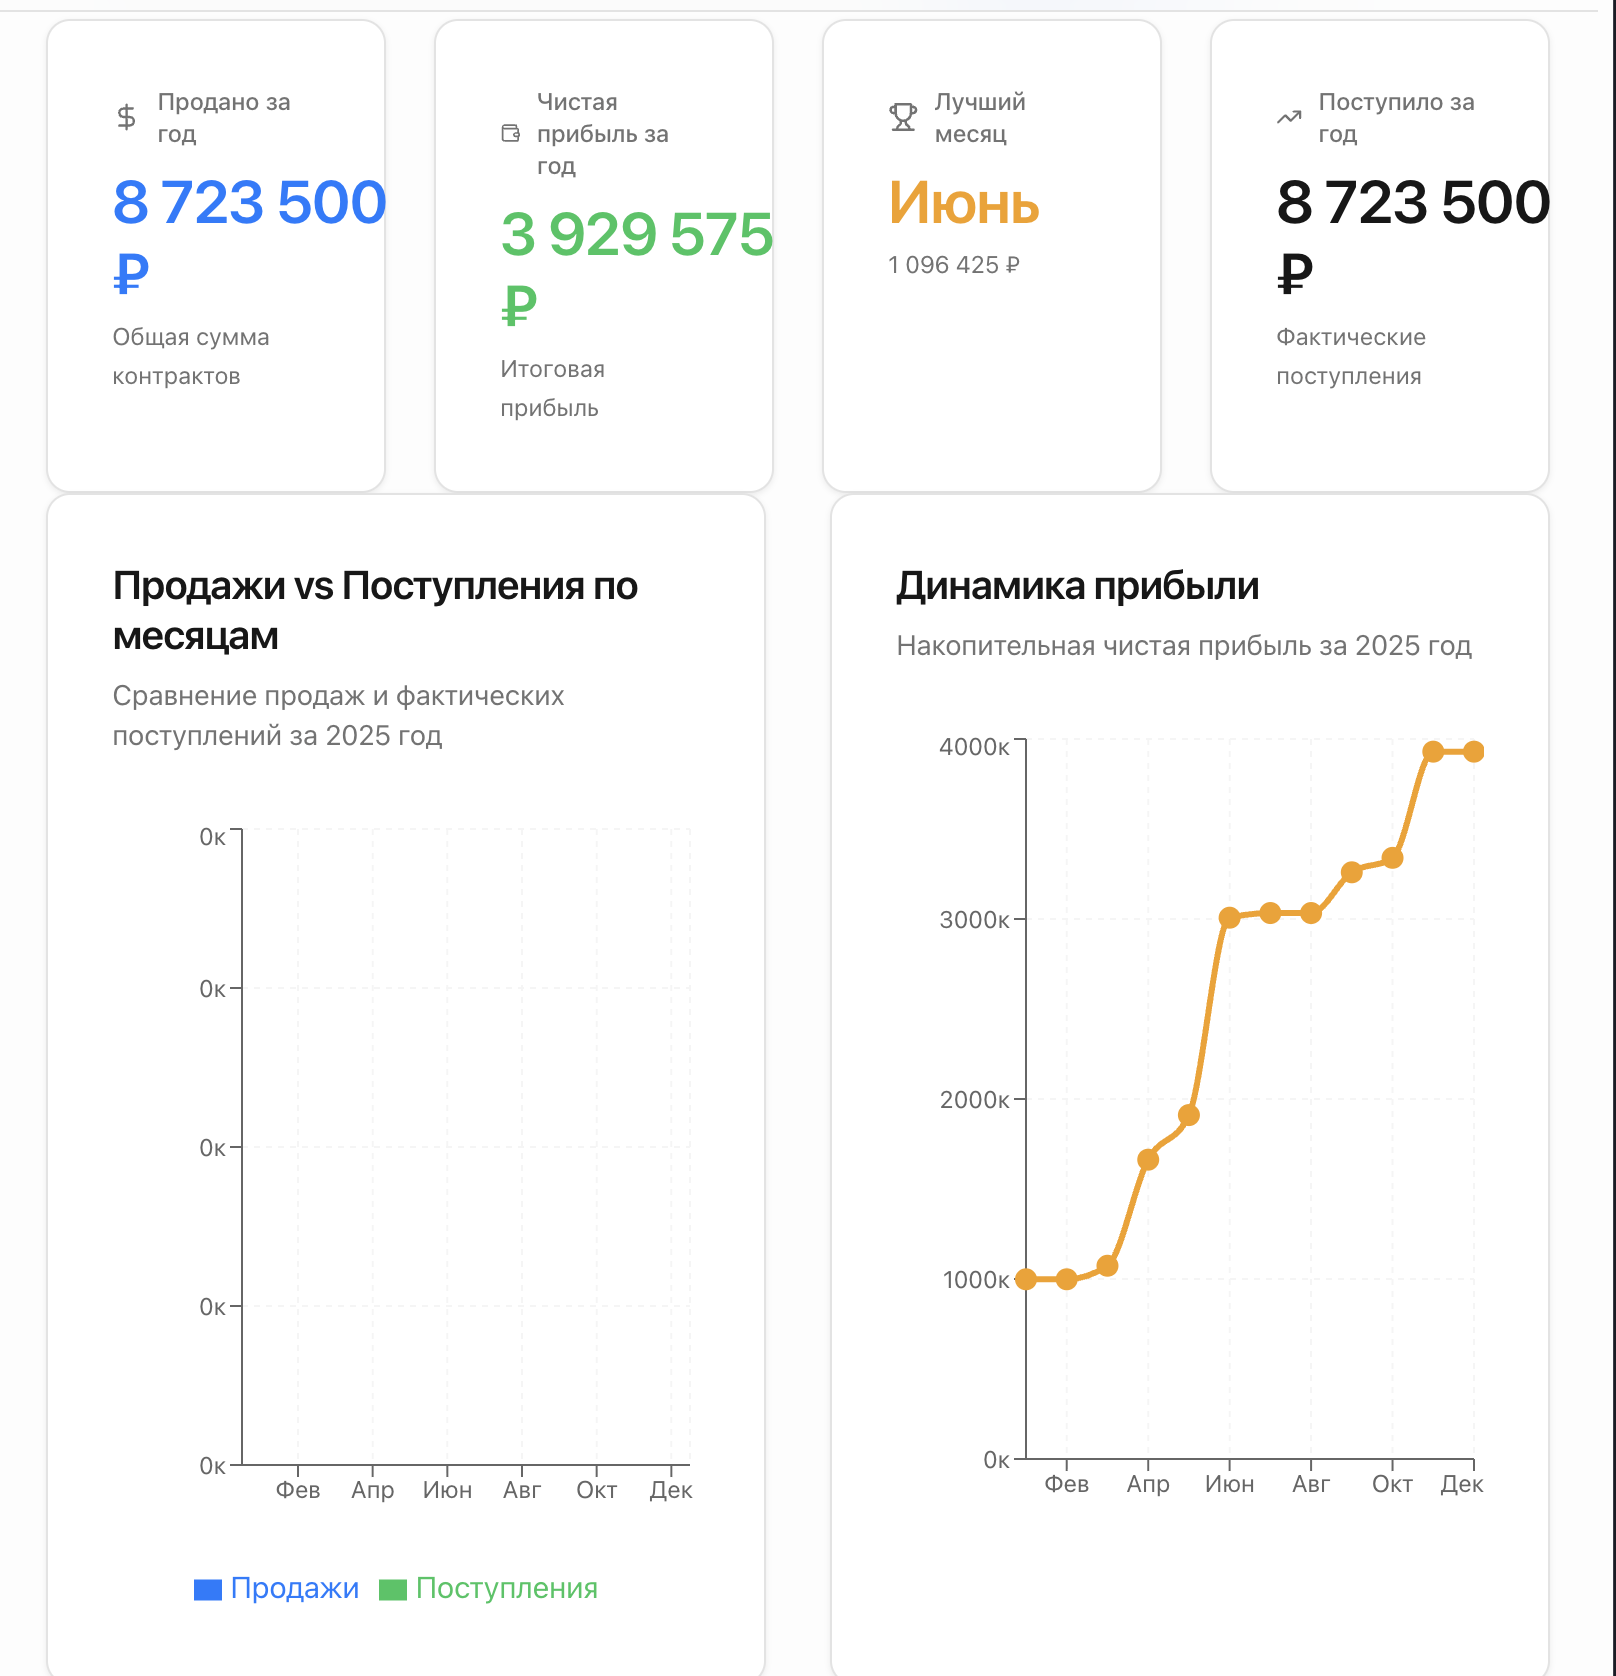 Продано за
год
8 723 500
₽
Общая сумма
контрактов
Чистая
прибыль за
год
3 929 575
₽
Итоговая
прибыль
Лучший
месяц
Июнь
1 096 425 ₽
Поступило за
год
8 723 500
₽
Фактические
поступления
Продажи vs Поступления по
месяцам
Сравнение продаж и фактических
поступлений за 2025 год
0к
0к
0к
0к
0к
Фев Апр Июн Авг Окт Дек
Продажи Поступления
Динамика прибыли
Накопительная чистая прибыль за 2025 год
4000к
3000к
2000к
1000к
0к
Фев Апр Июн Авг Окт Дек